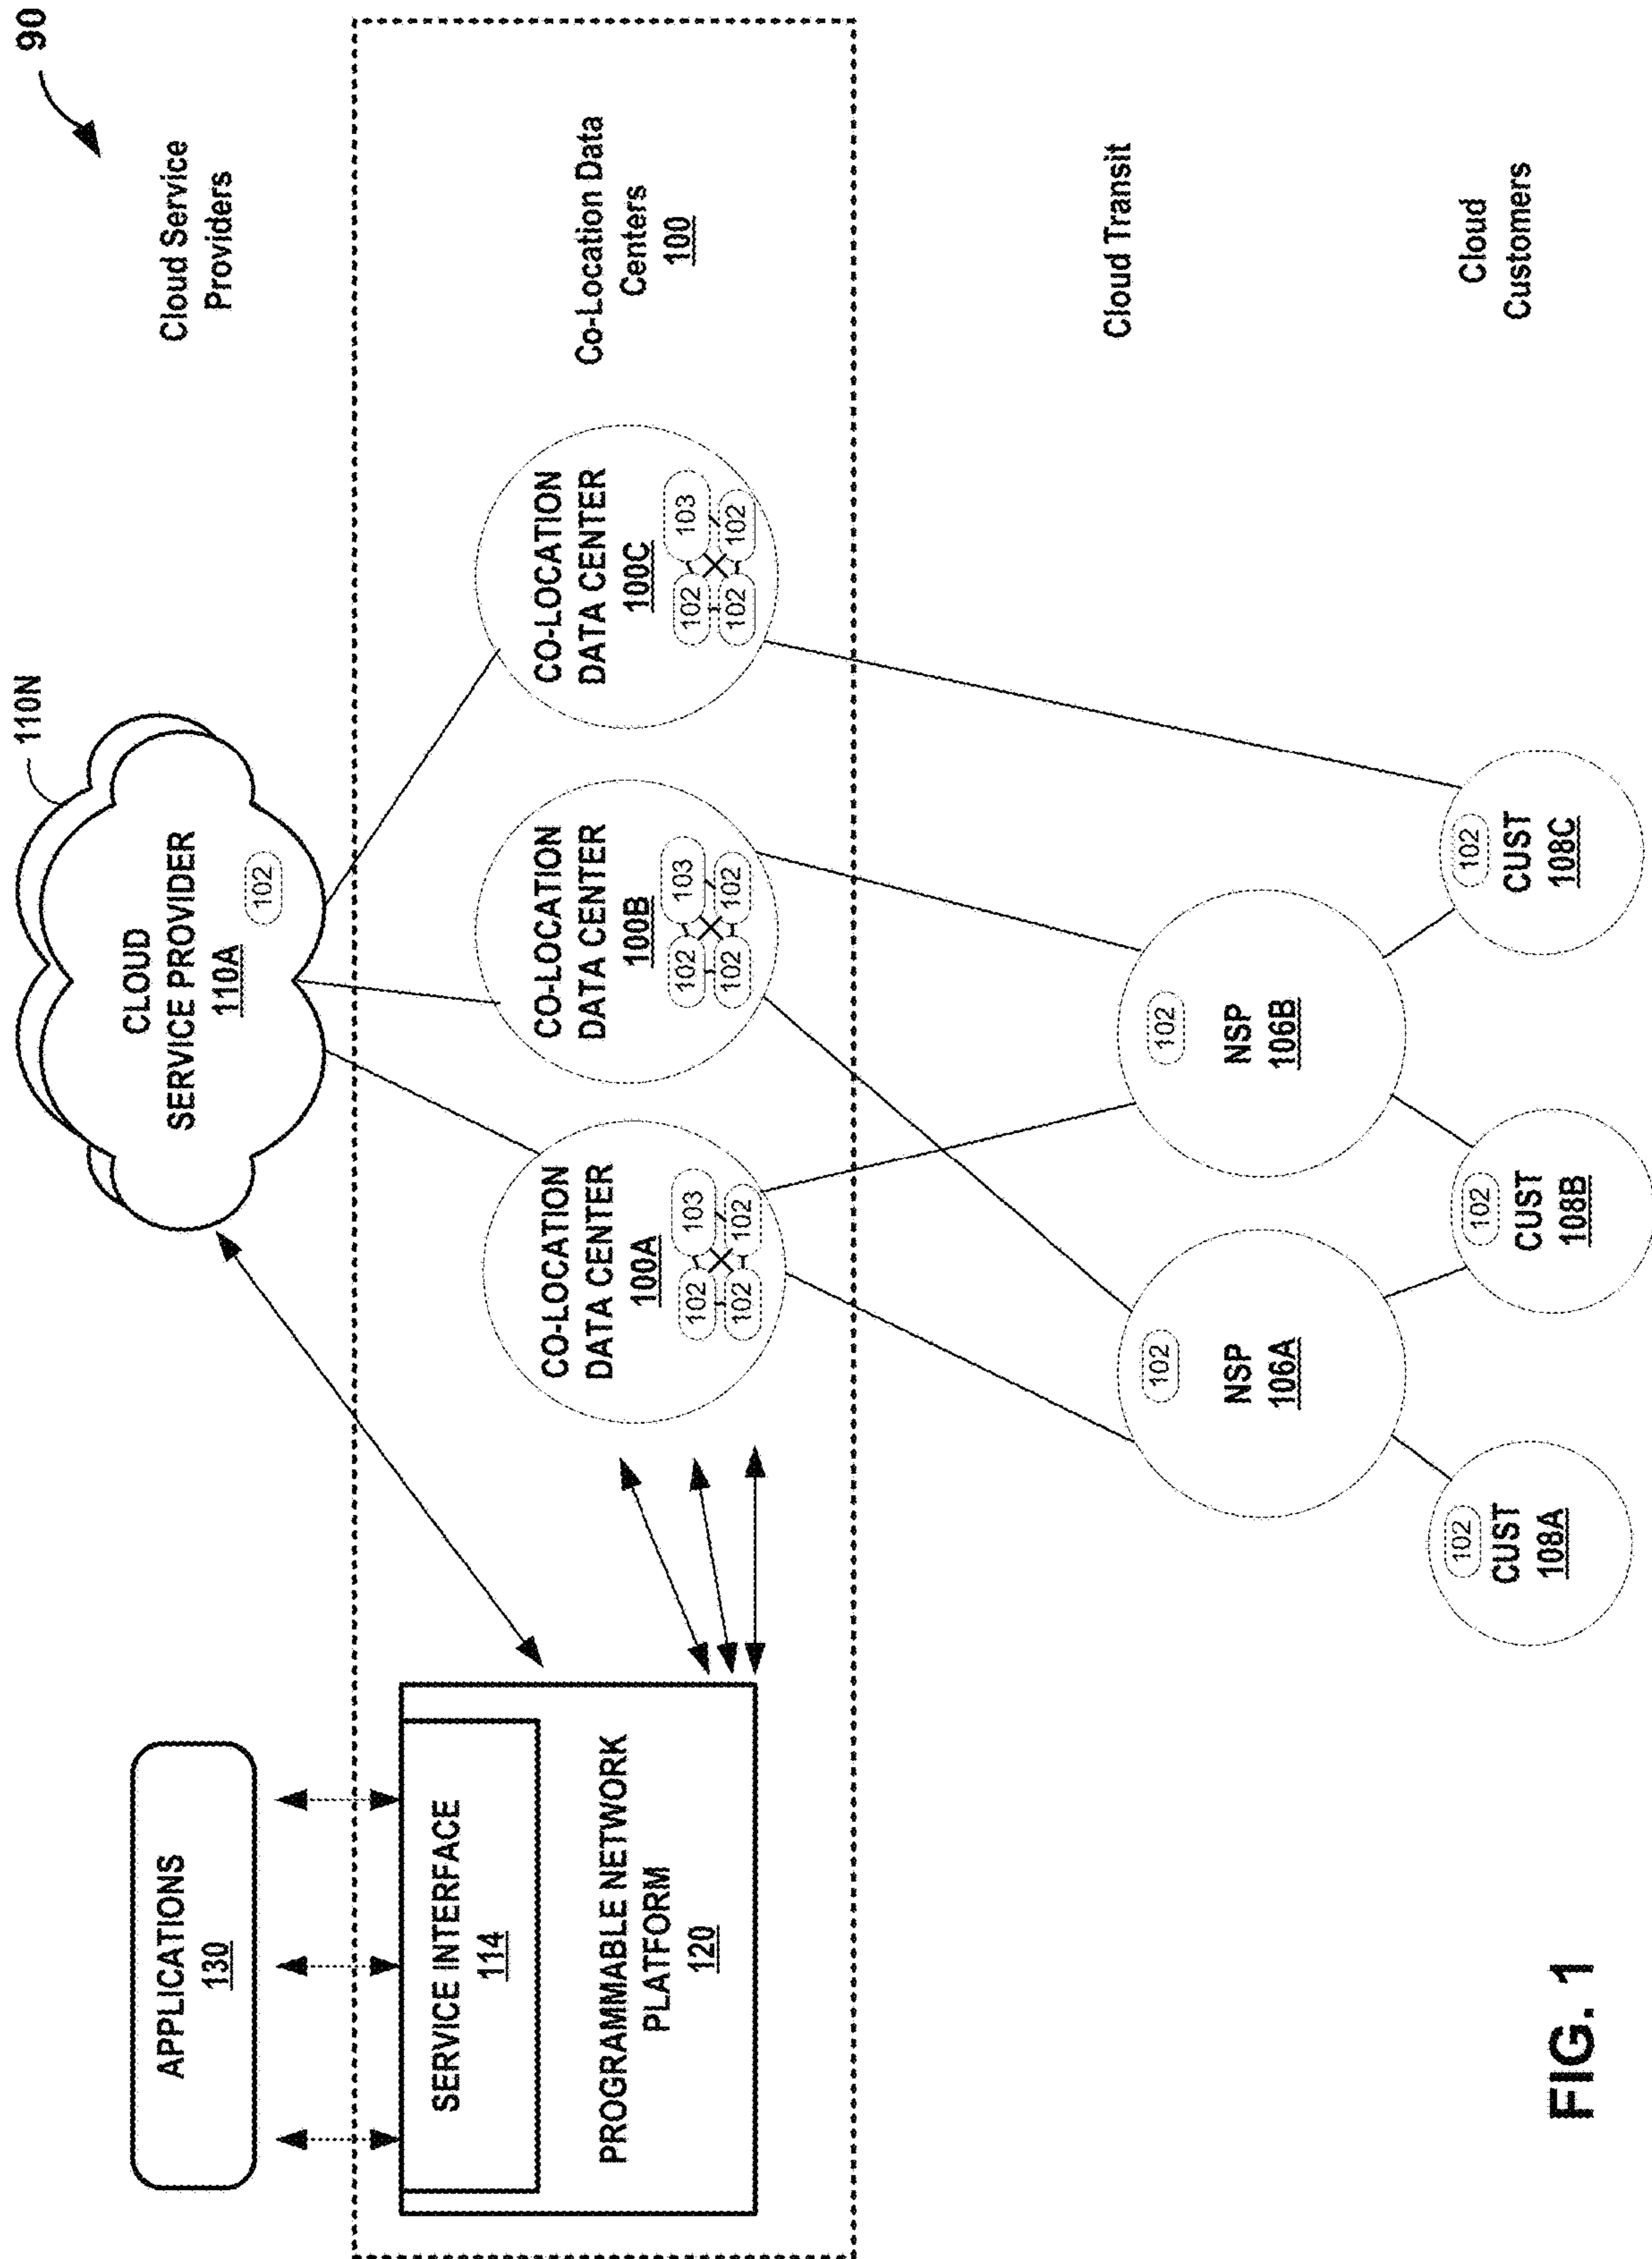 90
110N
APPLICATIONS
130
CLOUD
SERVICE PROVIDER
110A
102
Cloud Service
Providers
SERVICE INTERFACE
114
PROGRAMMABLE NETWORK
PLATFORM
120
CO-LOCATION
DATA CENTER
100A
102
103
102
102
CO-LOCATION
DATA CENTER
100B
102
103
102
102
CO-LOCATION
DATA CENTER
100C
102
103
102
102
Co-Location Data
Centers
100
102
NSP
106A
102
NSP
106B
Cloud Transit
102
CUST
108A
102
CUST
108B
102
CUST
108C
Cloud
Customers
FIG. 1